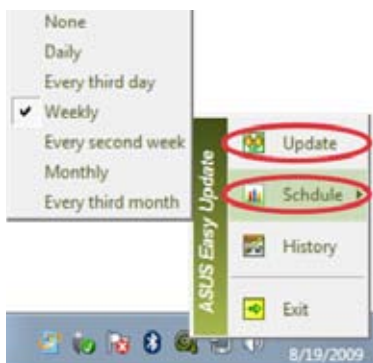 None
Daily
Every third day
Weekly
Every second week
Monthly
Every third month
ASUS Easy Update
Update
Schdule
History
Exit
8/19/2009